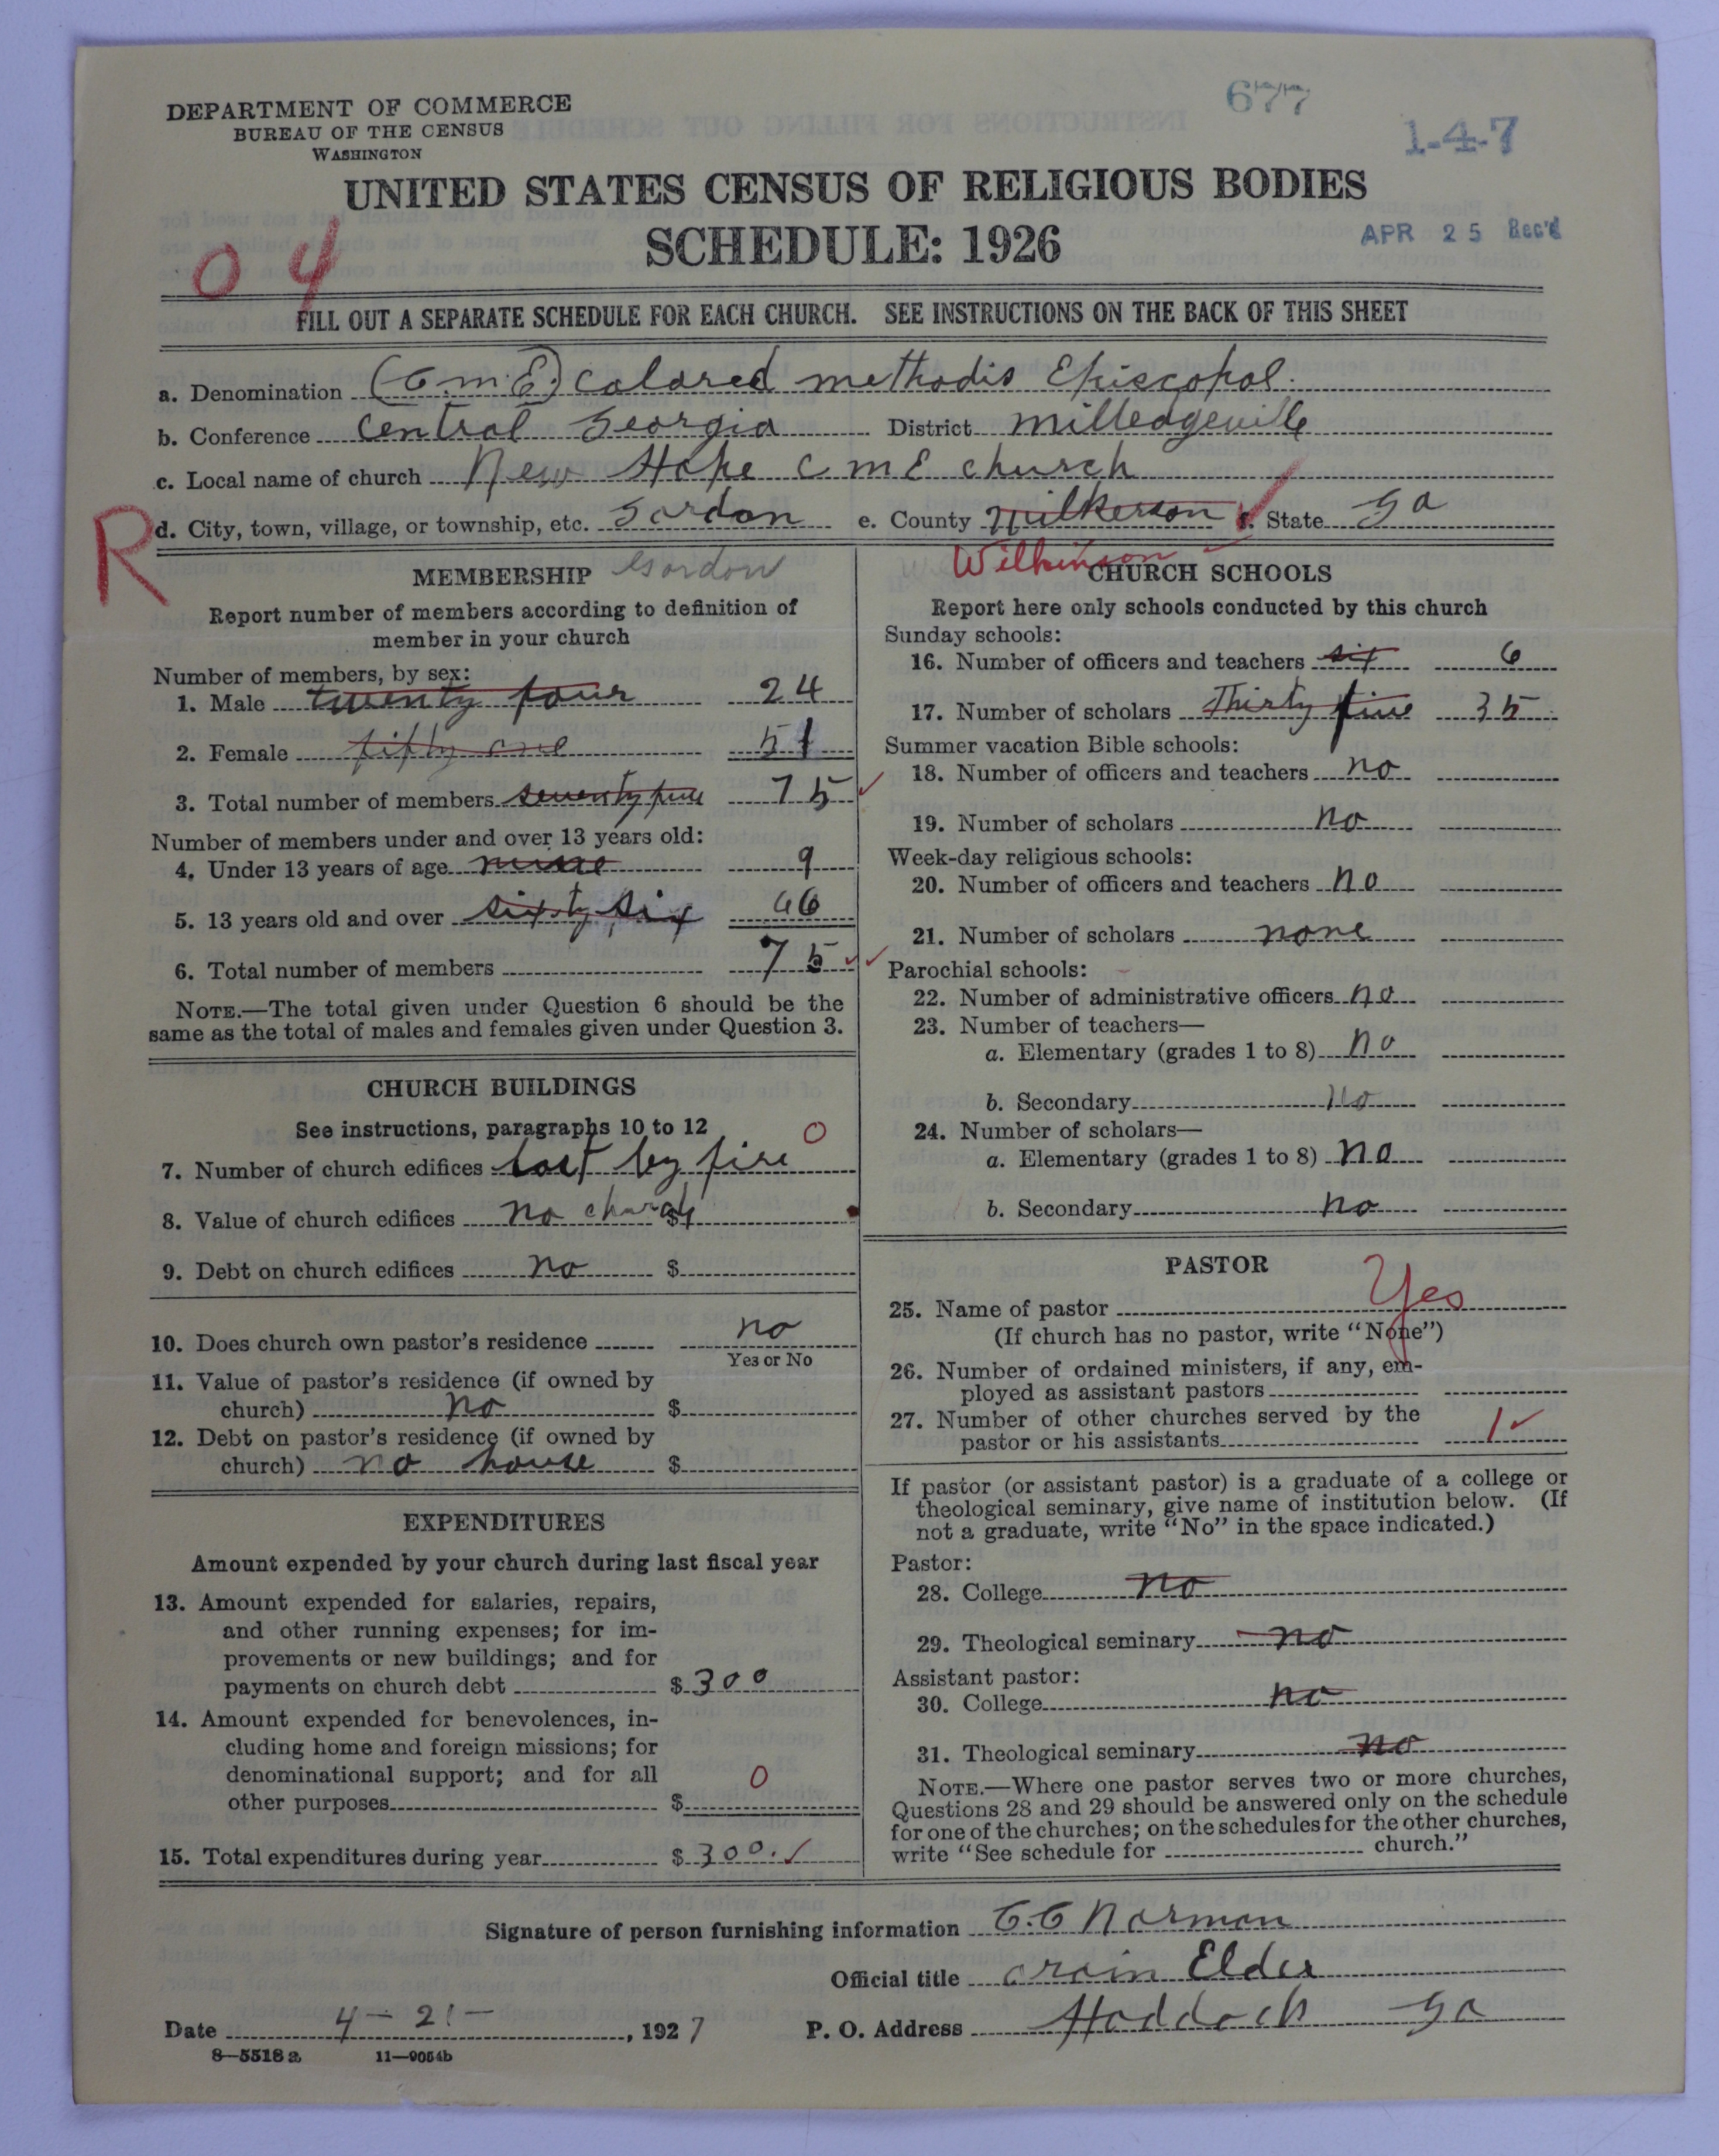 677
1-4-7
DEPARTMENT OF COMMERCE
BUREAU OF THE CENSUS
WASHINGTON
UNITED STATES CENSUS OF RELIGIOUS BODIES
SCHEDULE: 1926
APR 25 Rec'd
0 4
FILL OUT A SEPARATE SCHEDULE FOR EACH CHURCH. SEE INSTRUCTIONS ON THE BACK OF THIS SHEET
a. Denomination (C.M.E.) Colored methodis Episcopol.
b. Conference Central Georgia District Milledgeville
c. Local name of church New Hope C M E church
R
d. City, town, village, or township, etc. Gordon e. County Wilkerson f. State Ga
Wilkinson
MEMBERSHIP Gordon
Report number of members according to definition of
member in your church
Number of members, by sex:
1. Male twenty four 24
2. Female fifty one 51
3. Total number of members seventy five 75
Number of members under and over 13 years old:
4. Under 13 years of age nine 9
5. 13 years old and over sixty six 66
6. Total number of members 75
NOTE.—The total given under Question 6 should be the
same as the total of males and females given under Question 3.
CHURCH BUILDINGS
See instructions, paragraphs 10 to 12 0
7. Number of church edifices Lost by fire
8. Value of church edifices no church $
9. Debt on church edifices no $
10. Does church own pastor's residence no
Yes or No
11. Value of pastor's residence (if owned by
church) no $
12. Debt on pastor's residence (if owned by
church) no house $
EXPENDITURES
Amount expended by your church during last fiscal year
13. Amount expended for salaries, repairs,
and other running expenses; for im-
provements or new buildings; and for
payments on church debt $ 300
14. Amount expended for benevolences, in-
cluding home and foreign missions; for
denominational support; and for all
other purposes $ 0
15. Total expenditures during year $ 300.
CHURCH SCHOOLS
Report here only schools conducted by this church
Sunday schools:
16. Number of officers and teachers six 6
17. Number of scholars Thirty five 35
Summer vacation Bible schools:
18. Number of officers and teachers no
19. Number of scholars no
Week-day religious schools:
20. Number of officers and teachers no
21. Number of scholars none
Parochial schools:
22. Number of administrative officers no
23. Number of teachers—
a. Elementary (grades 1 to 8) no
b. Secondary no
24. Number of scholars—
a. Elementary (grades 1 to 8) no
b. Secondary no
PASTOR
25. Name of pastor Yes
(If church has no pastor, write "None")
26. Number of ordained ministers, if any, em-
ployed as assistant pastors
27. Number of other churches served by the
pastor or his assistants 1
If pastor (or assistant pastor) is a graduate of a college or
theological seminary, give name of institution below. (If
not a graduate, write "No" in the space indicated.)
Pastor:
28. College no
29. Theological seminary no
Assistant pastor:
30. College no
31. Theological seminary no
NOTE.—Where one pastor serves two or more churches,
Questions 28 and 29 should be answered only on the schedule
for one of the churches; on the schedules for the other churches,
write "See schedule for church."
Signature of person furnishing information C.C Norman
Official title Elder
Date 4-21-, 1927 P. O. Address Haddock Ga
8—5518a 11—9054b